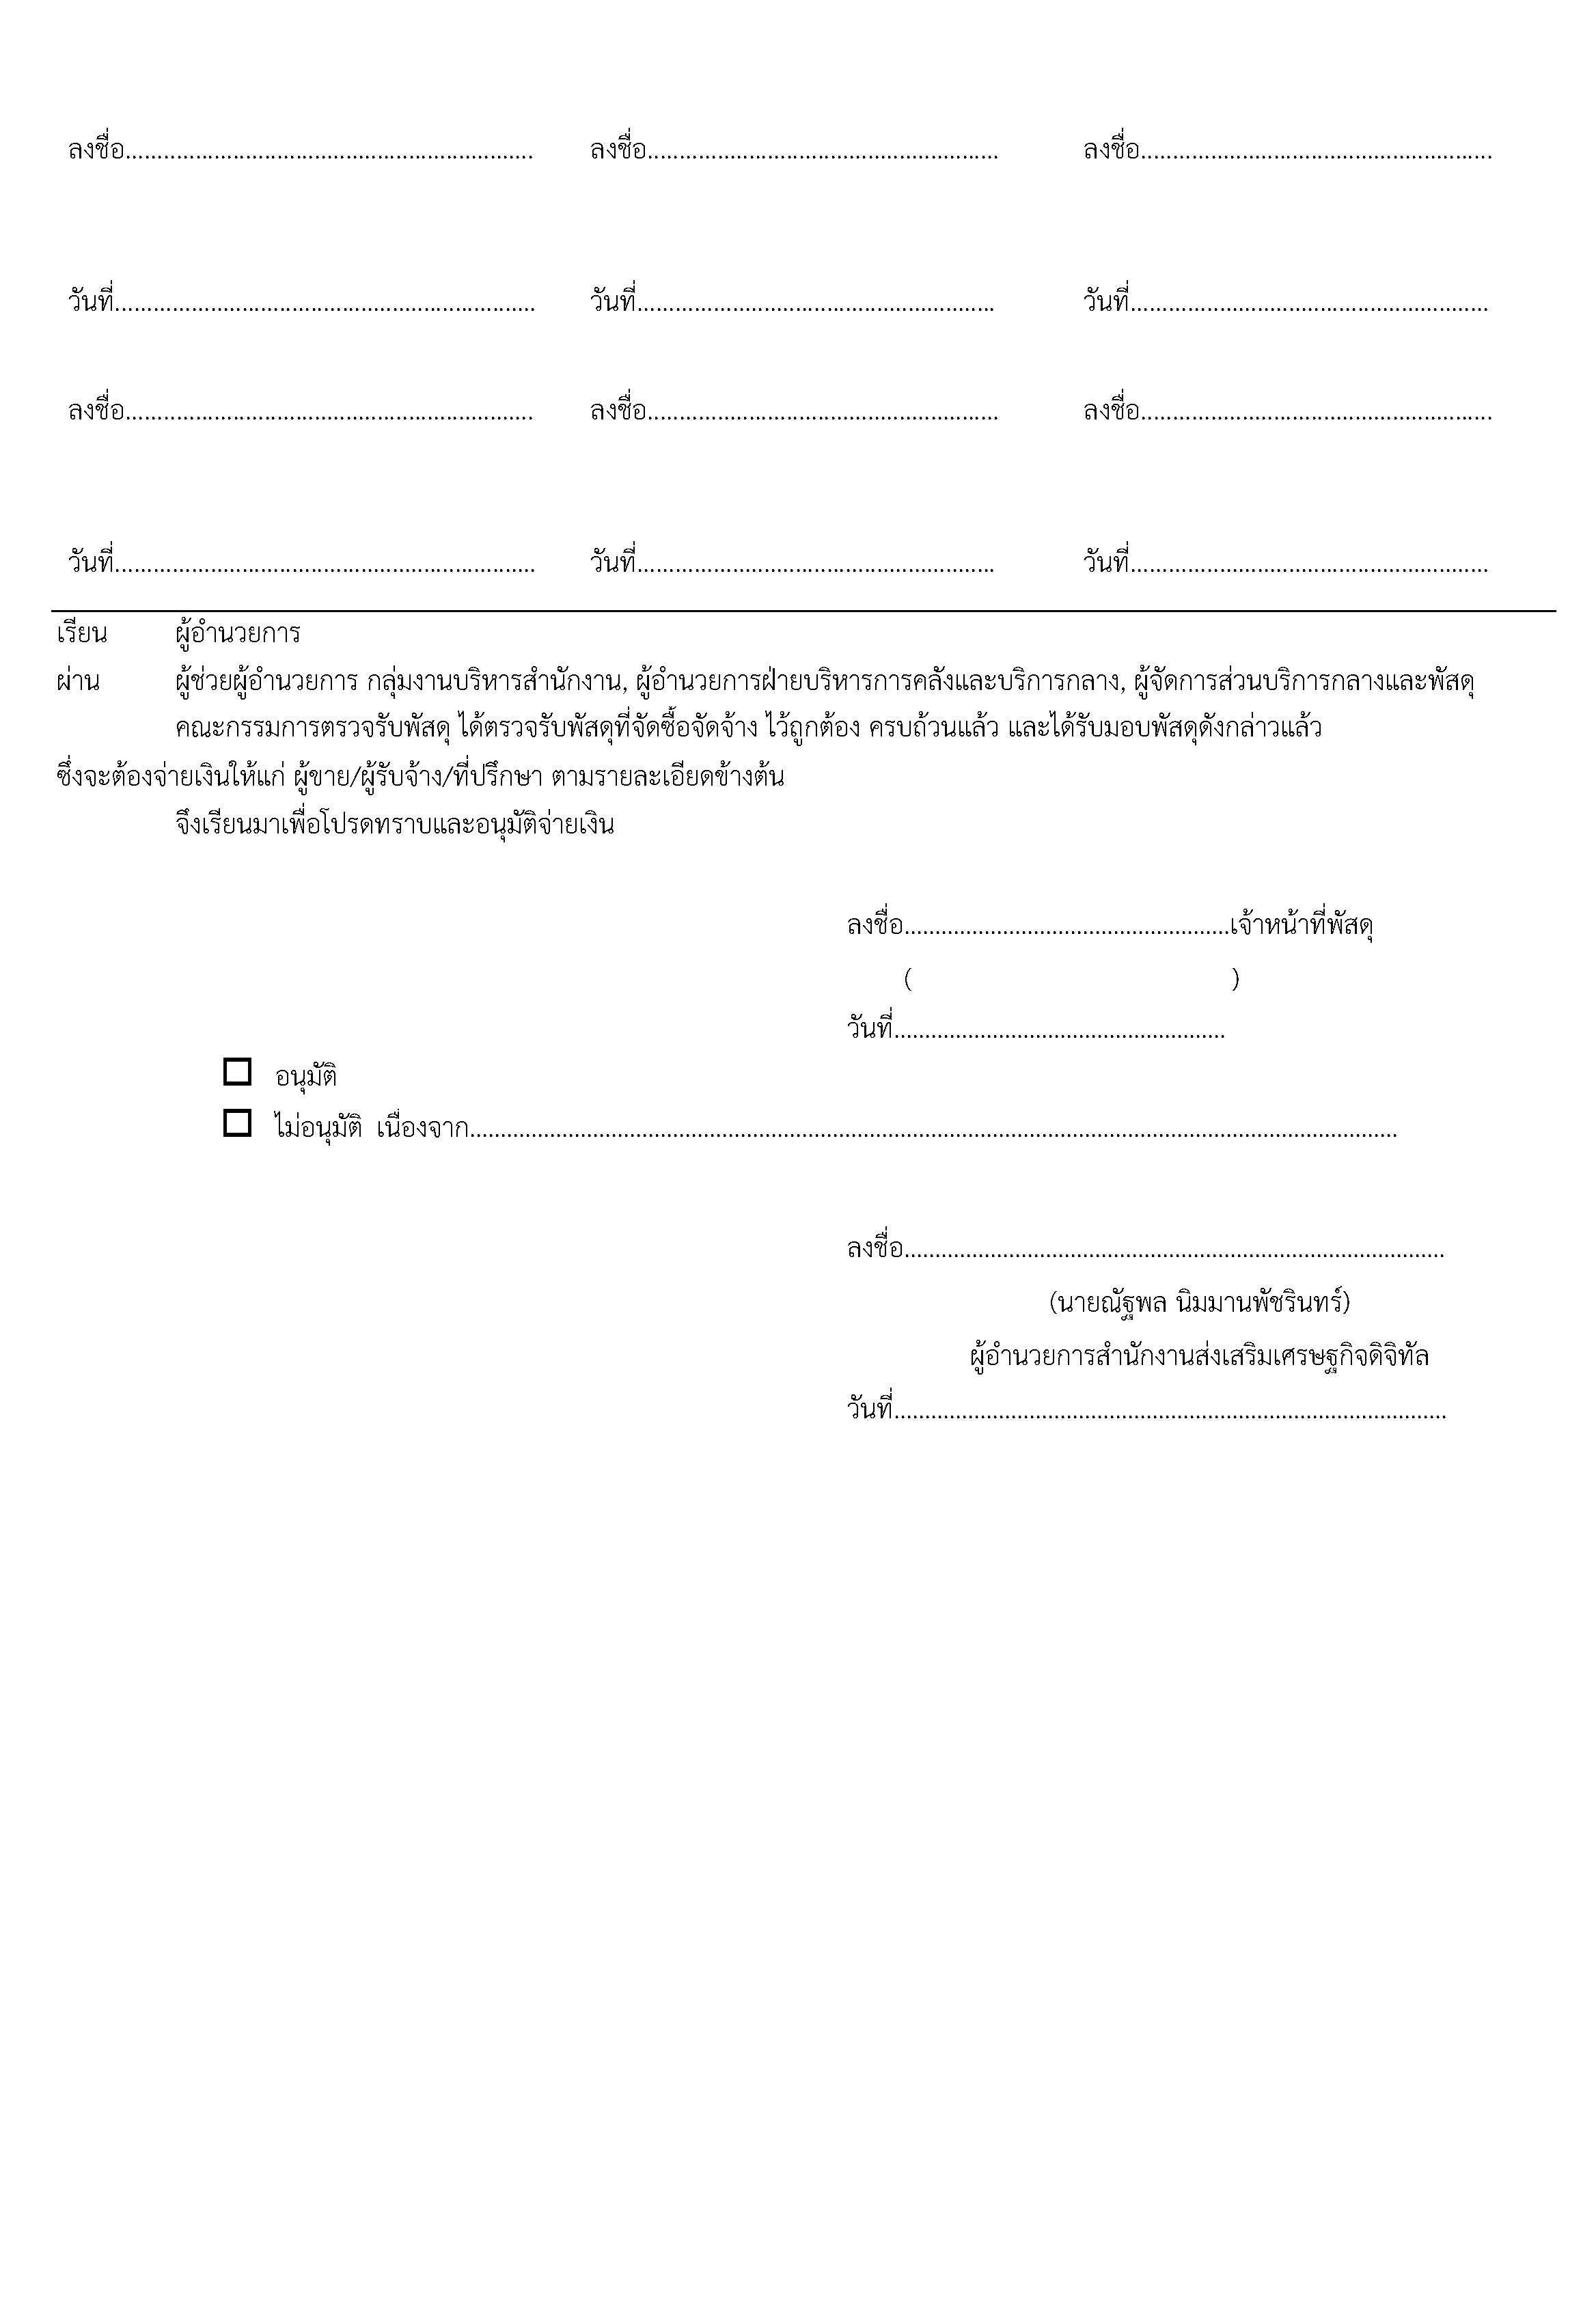 ลงชื่อ................................................................ ลงชื่อ....................................................... ลงชื่อ.......................................................
วันที่.................................................................. วันที่........................................................ วันที่........................................................
ลงชื่อ................................................................ ลงชื่อ....................................................... ลงชื่อ.......................................................
วันที่.................................................................. วันที่........................................................ วันที่........................................................
เรียน ผู้อำนวยการ
ผ่าน ผู้ช่วยผู้อำนวยการ กลุ่มงานบริหารสำนักงาน, ผู้อำนวยการฝ่ายบริหารการคลังและบริการกลาง, ผู้จัดการส่วนบริการกลางและพัสดุ
คณะกรรมการตรวจรับพัสดุ ได้ตรวจรับพัสดุที่จัดซื้อจัดจ้าง ไว้ถูกต้อง ครบถ้วนแล้ว และได้รับมอบพัสดุดังกล่าวแล้ว
ซึ่งจะต้องจ่ายเงินให้แก่ ผู้ขาย/ผู้รับจ้าง/ที่ปรึกษา ตามรายละเอียดข้างต้น
จึงเรียนมาเพื่อโปรดทราบและอนุมัติจ่ายเงิน
ลงชื่อ.....................................................เจ้าหน้าที่พัสดุ
( )
วันที่......................................................
☐ อนุมัติ
☐ ไม่อนุมัติ เนื่องจาก.......................................................................................................................................................
ลงชื่อ........................................................................................
(นายณัฐพล นิมมานพัชรินทร์)
ผู้อำนวยการสำนักงานส่งเสริมเศรษฐกิจดิจิทัล
วันที่..........................................................................................